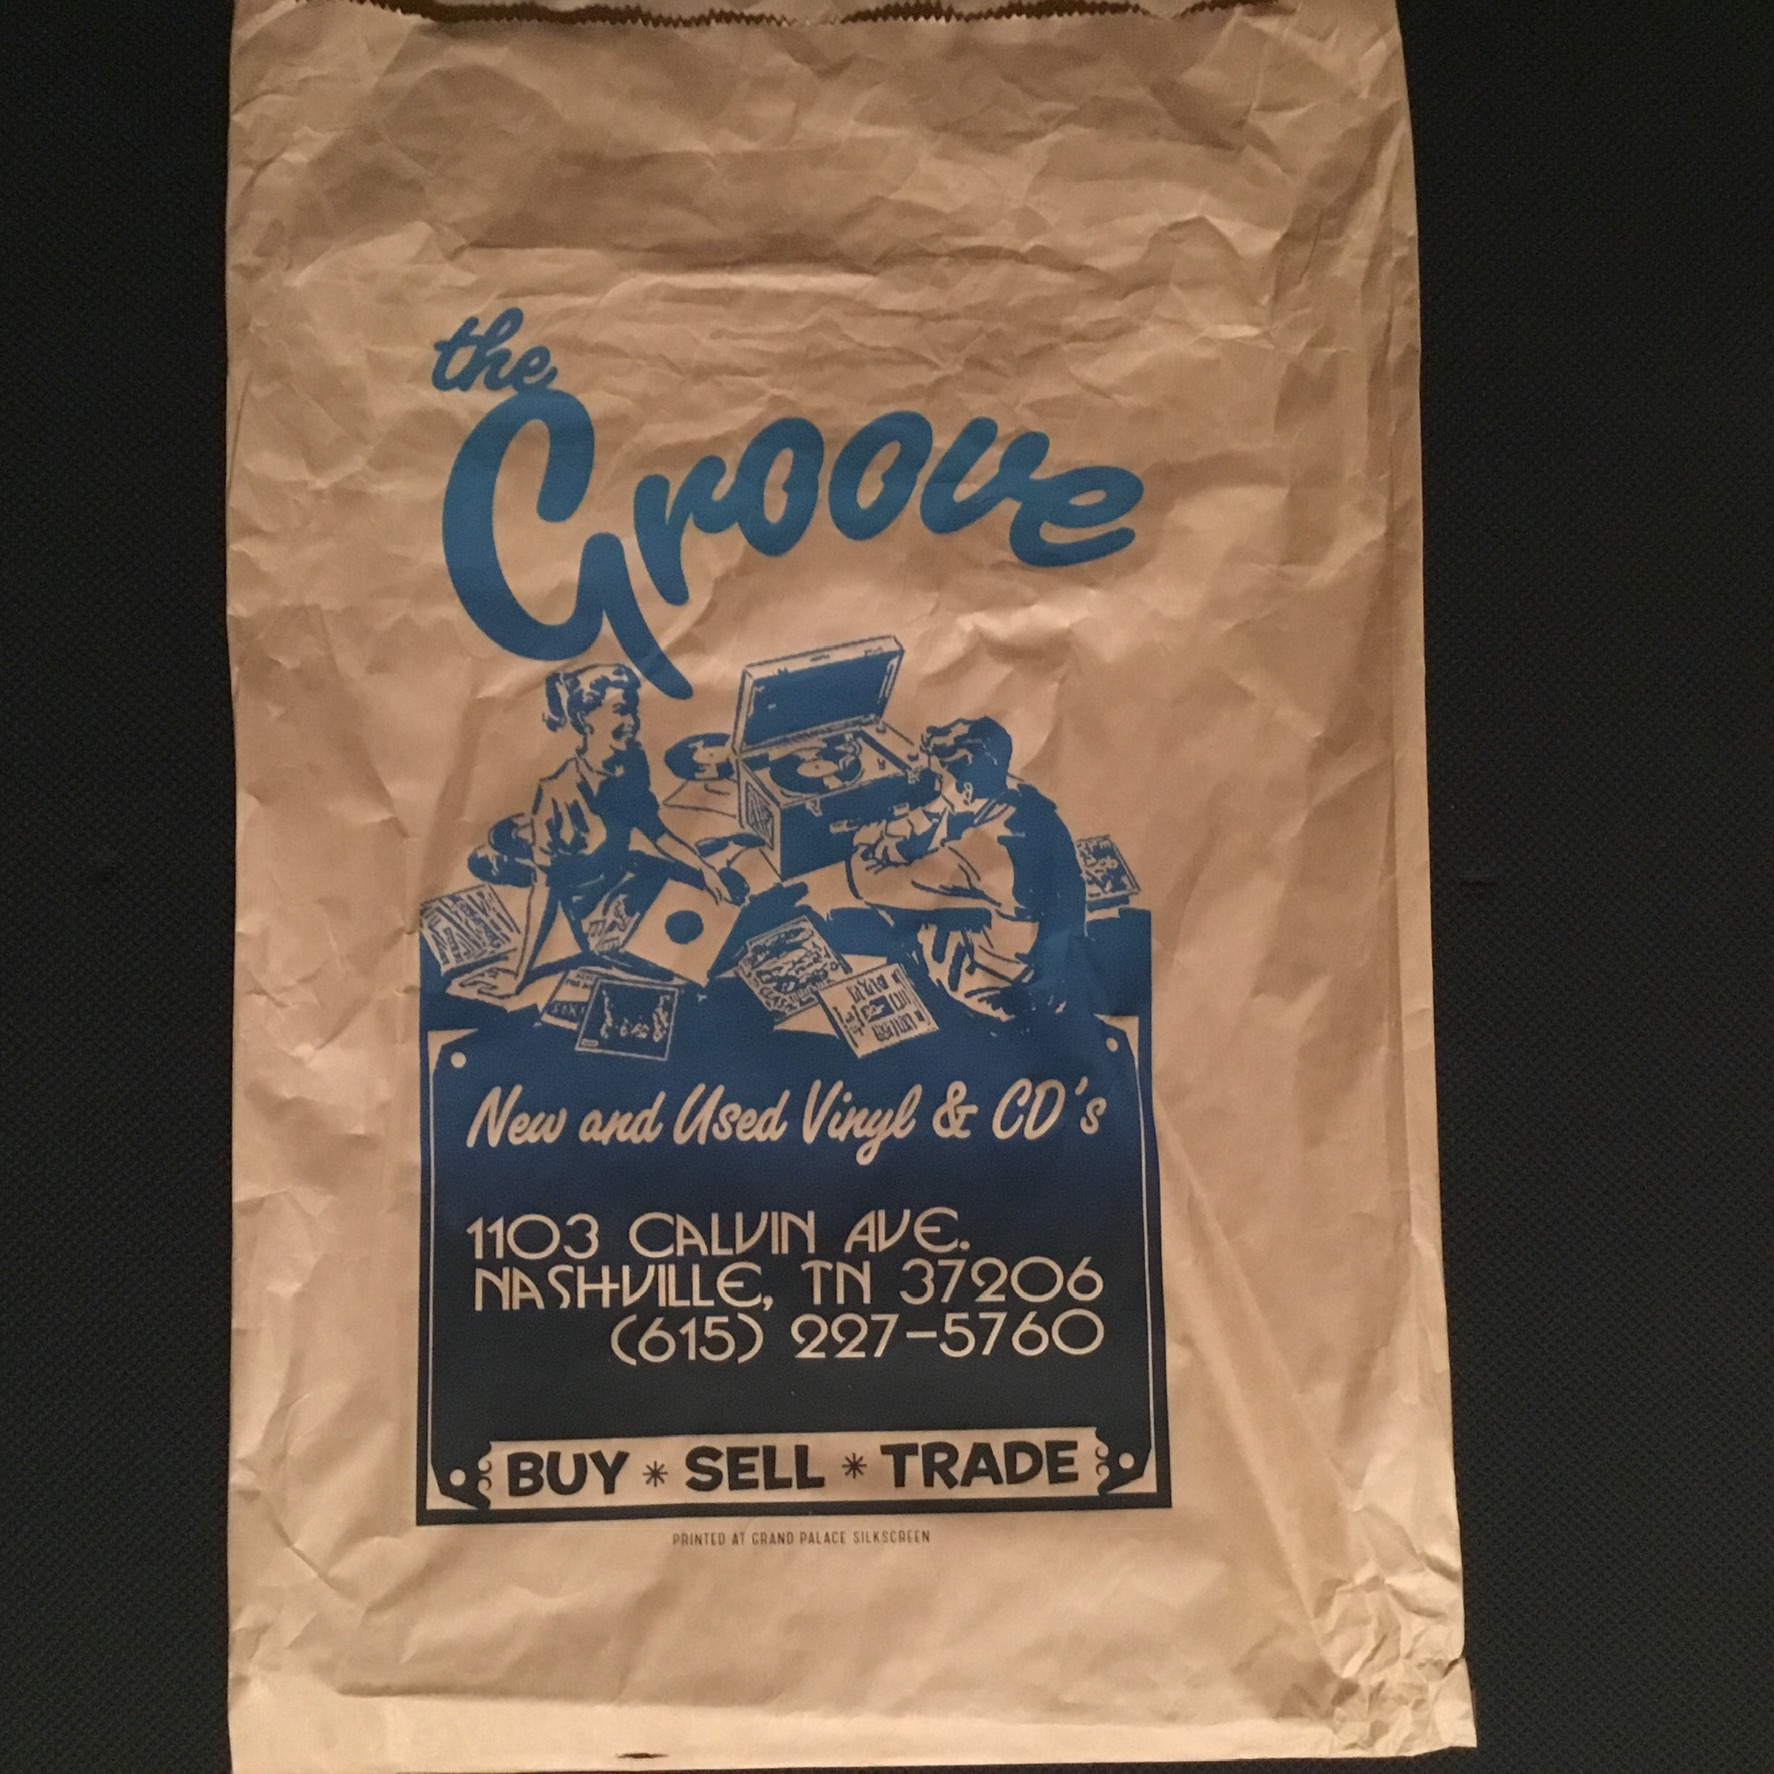 the
Groove
New and Used Vinyl & CD's
1103 CALVIN AVE.
NASHVILLE, TN 37206
(615) 227-5760
BUY * SELL * TRADE
PRINTED AT GRAND PALACE SILKSCREEN